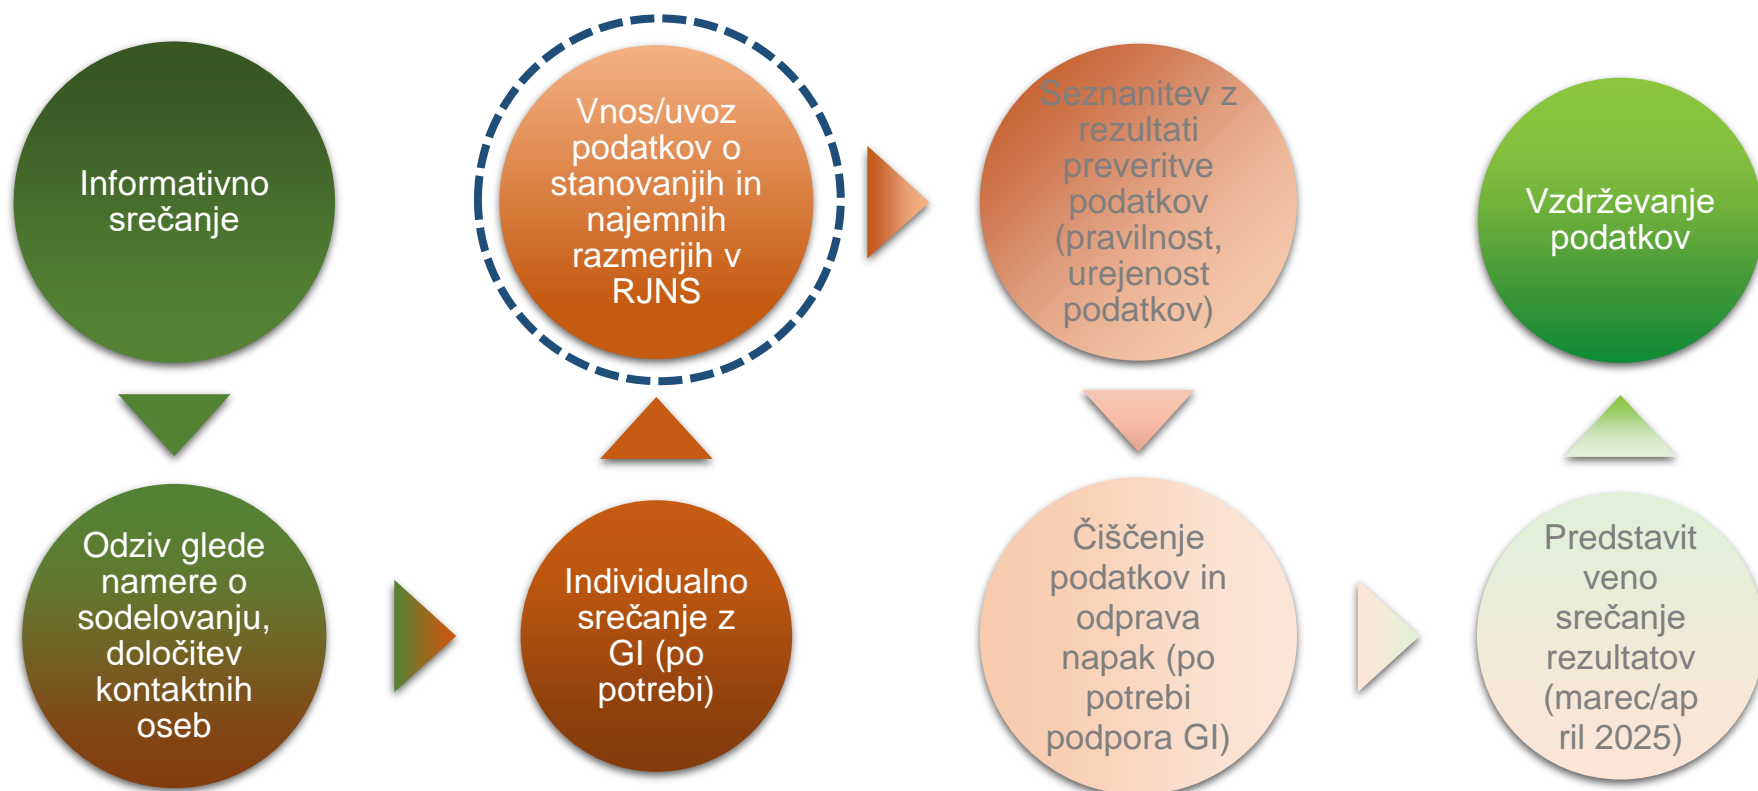 Informativno
srečanje
Odziv glede
namere o
sodelovanju,
določitev
kontaktnih
oseb
Individualno
srečanje z
GI (po
potrebi)
Vnos/uvoz
podatkov o
stanovanjih in
najemnih
razmerjih v
RJNS
Seznanitev z
rezultati
preveritve
podatkov
(pravilnost,
urejenost
podatkov)
Čiščenje
podatkov in
odprava
napak (po
potrebi
podpora GI)
Predstavit
veno
srečanje
rezultatov
(marec/ap
ril 2025)
Vzdrževanje
podatkov